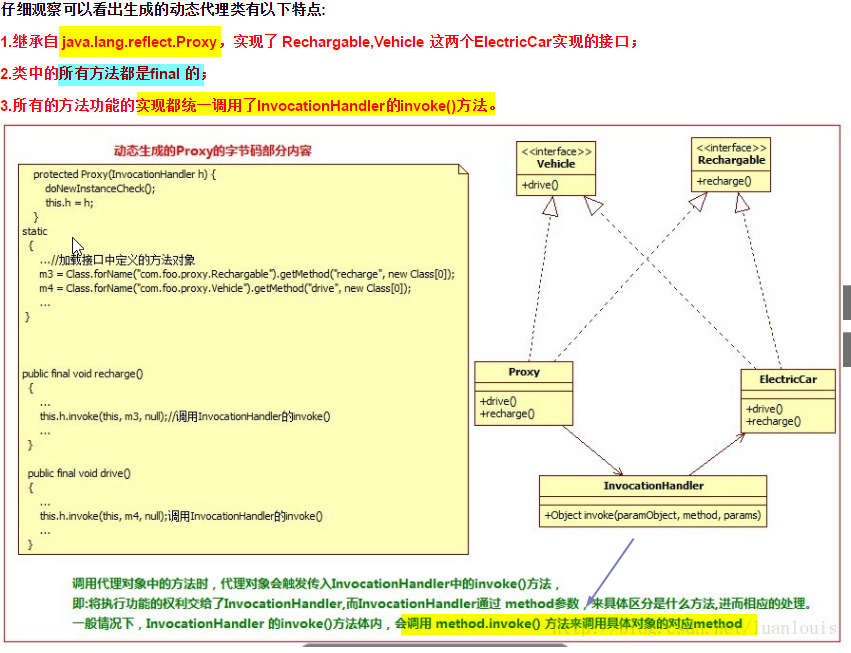 仔细观察可以看出生成的动态代理类有以下特点:
1.继承自 java.lang.reflect.Proxy，实现了 Rechargable,Vehicle 这两个ElectricCar实现的接口；
2.类中的所有方法都是final 的；
3.所有的方法功能的实现都统一调用了InvocationHandler的invoke()方法。
动态生成的Proxy的字节码部分内容
protected Proxy(InvocationHandler h) {
doNewInstanceCheck();
this.h = h;
}
static
{
...//加载接口中定义的方法对象
m3 = Class.forName("com.foo.proxy.Rechargable").getMethod("recharge", new Class[0]);
m4 = Class.forName("com.foo.proxy.Vehicle").getMethod("drive", new Class[0]);
...
}
public final void recharge()
{
...
this.h.invoke(this, m3, null);//调用InvocationHandler的invoke()
...
}
public final void drive()
{
...
this.h.invoke(this, m4, null);调用InvocationHandler的invoke()
...
}
<<interface>>
Vehicle
+drive()
<<interface>>
Rechargable
+recharge()
Proxy
+drive()
+recharge()
ElectricCar
+drive()
+recharge()
InvocationHandler
+Object invoke(paramObject, method, params)
调用代理对象中的方法时，代理对象会触发传入InvocationHandler中的invoke()方法，
即:将执行功能的权利交给了InvocationHandler,而InvocationHandler通过 method参数，来具体区分是什么方法,进而相应的处理。
一般情况下，InvocationHandler 的invoke()方法体内，会调用 method.invoke() 方法来调用具体对象的对应method
http://blog.csdn.net/luanlouis